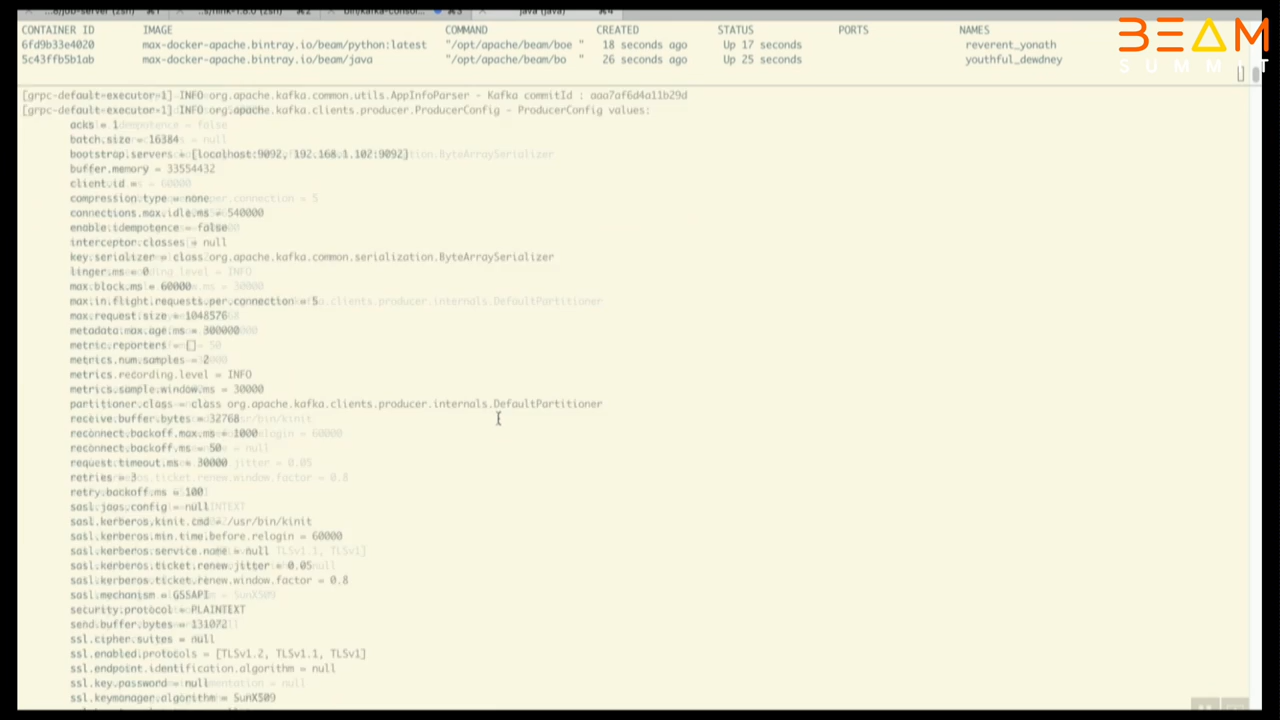 java (java) ⌘4
BEAM
SUMMIT
CONTAINER ID IMAGE COMMAND CREATED STATUS PORTS NAMES
6fd9b33e4020 max-docker-apache.bintray.io/beam/python:latest "/opt/apache/beam/boe " 18 seconds ago Up 17 seconds reverent_yonath
5c43ffb5b1ab max-docker-apache.bintray.io/beam/java "/opt/apache/beam/bo " 26 seconds ago Up 25 seconds youthful_dewdney
[grpc-default-executor-1] INFO org.apache.kafka.common.utils.AppInfoParser - Kafka commitId : aaa7af6d4a11b29d
[grpc-default-executor-1] INFO org.apache.kafka.clients.producer.ProducerConfig - ProducerConfig values:
acks = 1
batch.size = 16384
bootstrap.servers = [localhost:9092, 192.168.1.102:9092]
buffer.memory = 33554432
client.id =
compression.type = none
connections.max.idle.ms = 540000
enable.idempotence = false
interceptor.classes = null
key.serializer = class org.apache.kafka.common.serialization.ByteArraySerializer
linger.ms = 0
max.block.ms = 60000
max.in.flight.requests.per.connection = 5
max.request.size = 1048576
metadata.max.age.ms = 300000
metric.reporters = []
metrics.num.samples = 2
metrics.recording.level = INFO
metrics.sample.window.ms = 30000
partitioner.class = class org.apache.kafka.clients.producer.internals.DefaultPartitioner
receive.buffer.bytes = 32768
reconnect.backoff.max.ms = 1000
reconnect.backoff.ms = 50
request.timeout.ms = 30000
retries = 3
retry.backoff.ms = 100
sasl.jaas.config = null
sasl.kerberos.kinit.cmd = /usr/bin/kinit
sasl.kerberos.min.time.before.relogin = 60000
sasl.kerberos.service.name = null
sasl.kerberos.ticket.renew.jitter = 0.05
sasl.kerberos.ticket.renew.window.factor = 0.8
sasl.mechanism = GSSAPI
security.protocol = PLAINTEXT
send.buffer.bytes = 131072
ssl.cipher.suites = null
ssl.enabled.protocols = [TLSv1.2, TLSv1.1, TLSv1]
ssl.endpoint.identification.algorithm = null
ssl.key.password = null
ssl.keymanager.algorithm = SunX509